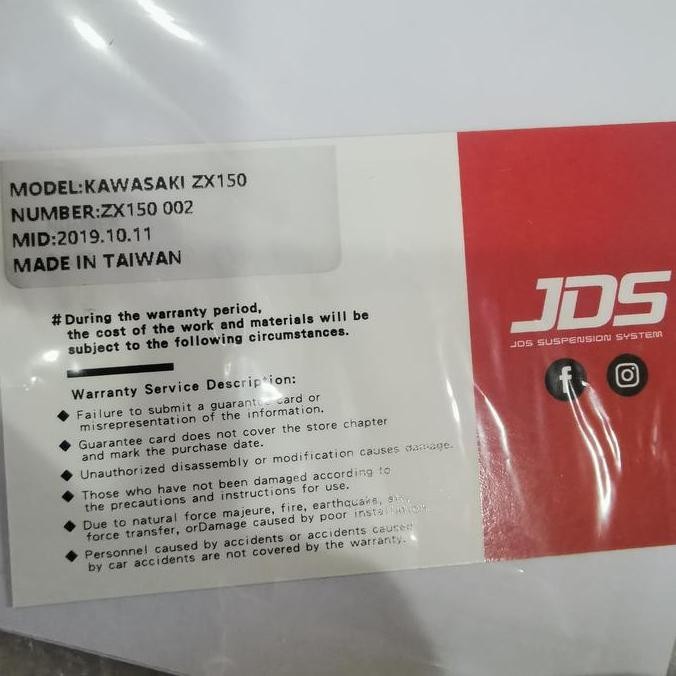 MODEL:KAWASAKI ZX150
NUMBER:ZX150 002
MID:2019.10.11
MADE IN TAIWAN
# During the warranty period,
the cost of the work and materials will be
subject to the following circumstances.
Warranty Service Description:
◆ Failure to submit a guarantee card or
misrepresentation of the information.
◆ Guarantee card does not cover the store chapter
and mark the purchase date.
◆ Unauthorized disassembly or modification causes damage.
◆ Those who have not been damaged according to
the precautions and instructions for use.
◆ Due to natural force majeure, fire, earthquake,
force transfer, orDamage caused by poor
◆ Personnel caused by accidents or accidents caused
by car accidents are not covered by the warranty.
JDS
JDS SUSPENSION SYSTEM